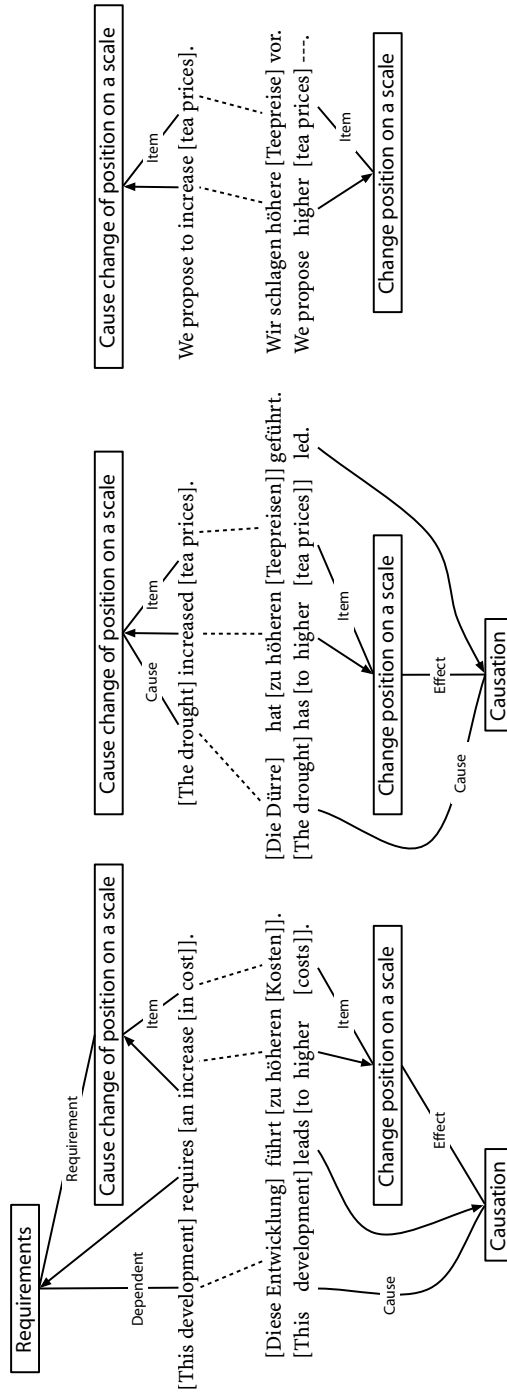 Requirements
Requirement
Cause change of position on a scale
Dependent
Item
[This development] requires [an increase [in cost]].
[Diese Entwicklung] führt [zu höheren [Kosten]].
[This development] leads [to higher [costs]].
Item
Change position on a scale
Cause
Effect
Causation
Cause change of position on a scale
Cause
Item
[The drought] increased [tea prices].
[Die Dürre] hat [zu höheren [Teepreisen]] geführt.
[The drought] has [to higher [tea prices]] led.
Item
Change position on a scale
Effect
Cause
Causation
Cause change of position on a scale
Item
We propose to increase [tea prices].
Wir schlagen höhere [Teepreise] vor.
We propose higher [tea prices] ---.
Item
Change position on a scale